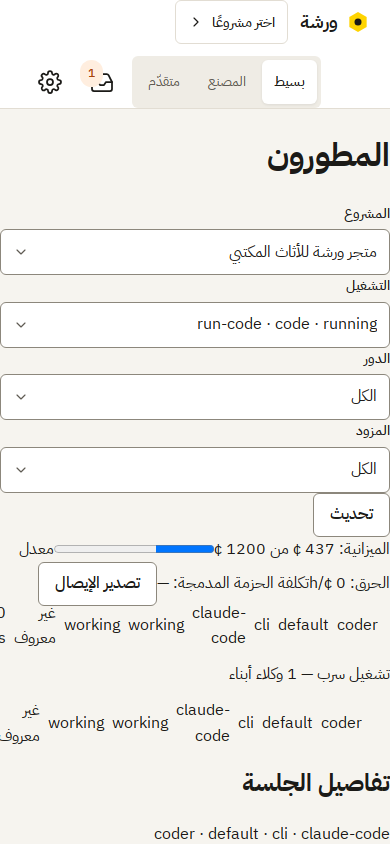 ورشة
اختر مشروعًا
بسيط
المصنع
متقدّم
1
المطورون
المشروع
متجر ورشة للأثاث المكتبي
التشغيل
run-code · code · running
الدور
الكل
المزود
الكل
تحديث
الميزانية: 437 ¢ من 1200 ¢ معدل
الحرق: 0 ¢/h تكلفة الحزمة المدمجة: — تصدير الإيصال
coder default cli claude-code working working غير معروف
تشغيل سرب — 1 وكلاء أبناء
coder default cli claude-code working working غير معروف
تفاصيل الجلسة
coder · default · cli · claude-code